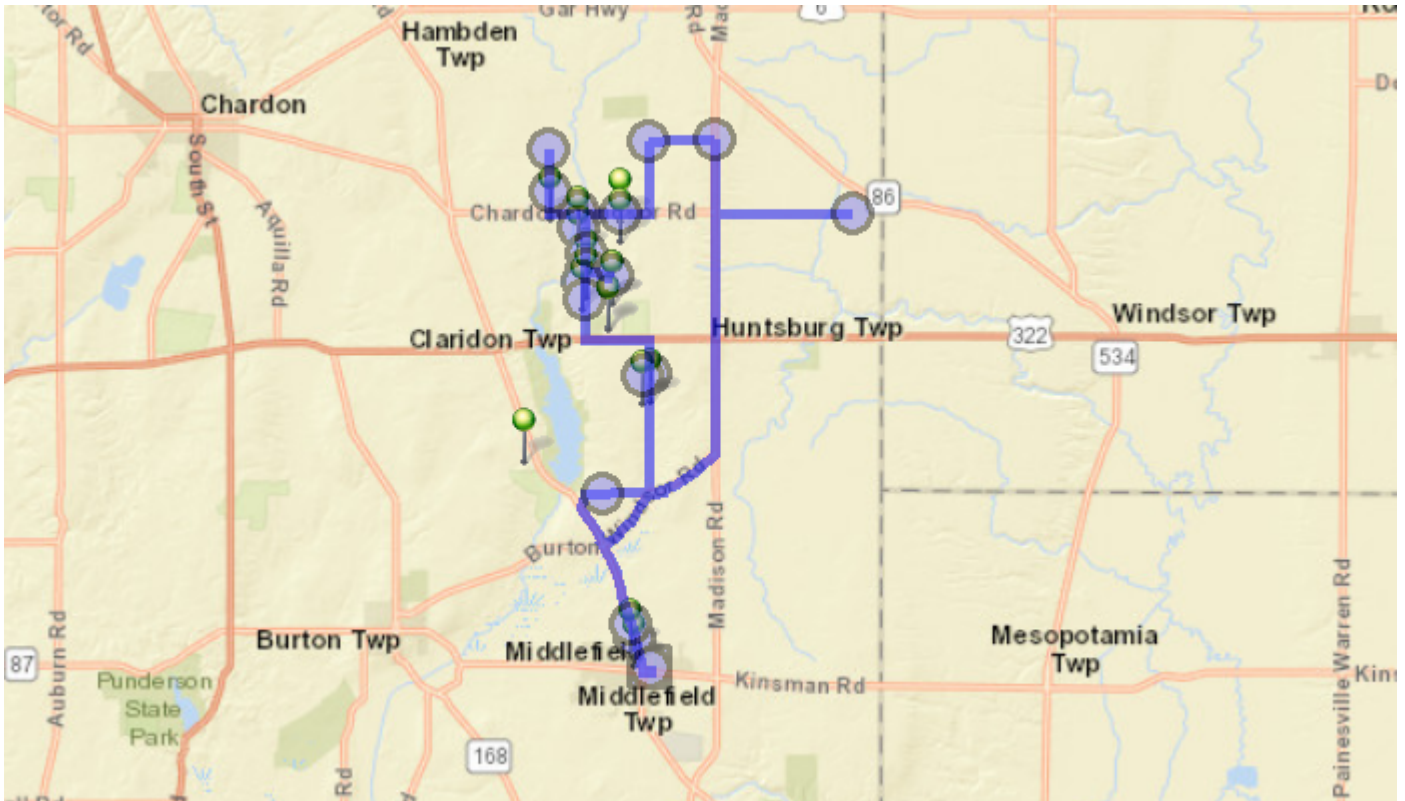 Gar Hwy
6
Rd
Hambden
Twp
Chardon
South St
Aquilla Rd
86
Windsor Twp
Claridon Twp
Huntsburg Twp
322
534
Madison Rd
Auburn Rd
87
Burton Twp
Middlefield
Mesopotamia
Twp
Punderson
State
Park
Kinsman Rd
Middlefield
Twp
168
Rd
Painesville Warren Rd